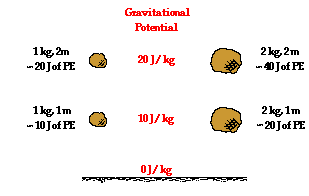 Gravitational
Potential
1 kg, 2m
∽20 J of PE
20 J / kg
2 kg, 2m
∽40 J of PE
1 kg, 1m
∽10 J of PE
10 J / kg
2 kg, 1m
∽20 J of PE
0 J / kg